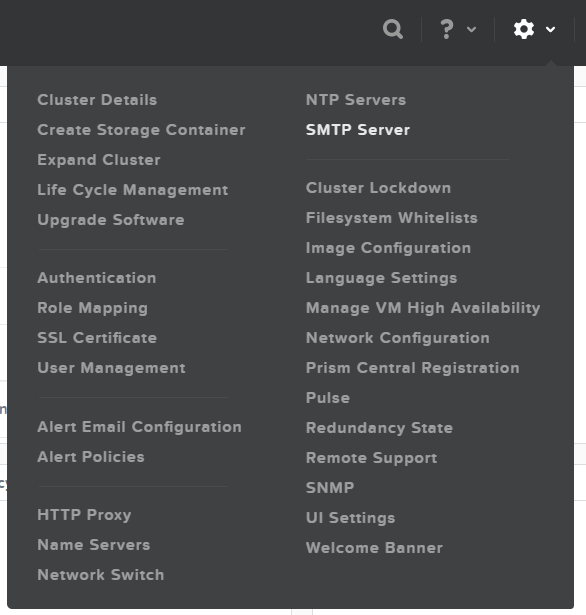 ?
Cluster Details
Create Storage Container
Expand Cluster
Life Cycle Management
Upgrade Software
Authentication
Role Mapping
SSL Certificate
User Management
Alert Email Configuration
Alert Policies
HTTP Proxy
Name Servers
Network Switch
NTP Servers
SMTP Server
Cluster Lockdown
Filesystem Whitelists
Image Configuration
Language Settings
Manage VM High Availability
Network Configuration
Prism Central Registration
Pulse
Redundancy State
Remote Support
SNMP
UI Settings
Welcome Banner